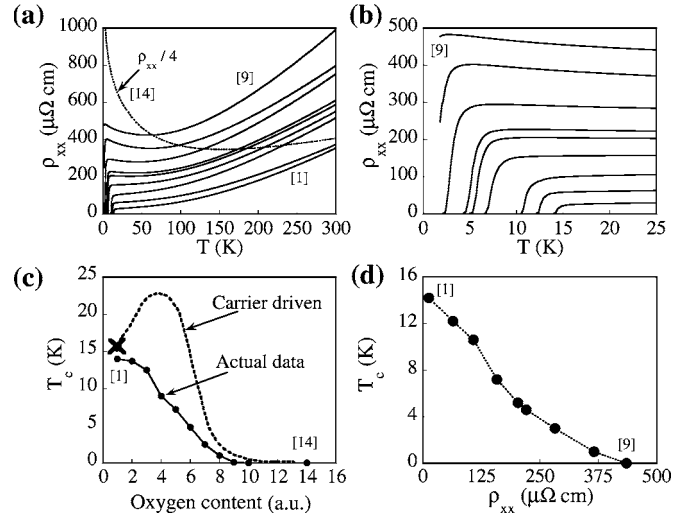 (a)
1000
800
600
400
200
0
ρxx (μΩ cm)
ρxx / 4
[14]
[9]
[1]
0 50 100 150 200 250 300
T (K)
(b)
500
400
300
200
100
0
ρxx (μΩ cm)
[9]
0 5 10 15 20 25
T (K)
(c)
25
20
15
10
5
0
Tc (K)
Carrier driven
Actual data
[1]
[14]
0 2 4 6 8 10 12 14 16
Oxygen content (a.u.)
(d)
16
12
8
4
0
Tc (K)
[1]
[9]
0 125 250 375 500
ρxx (μΩ cm)